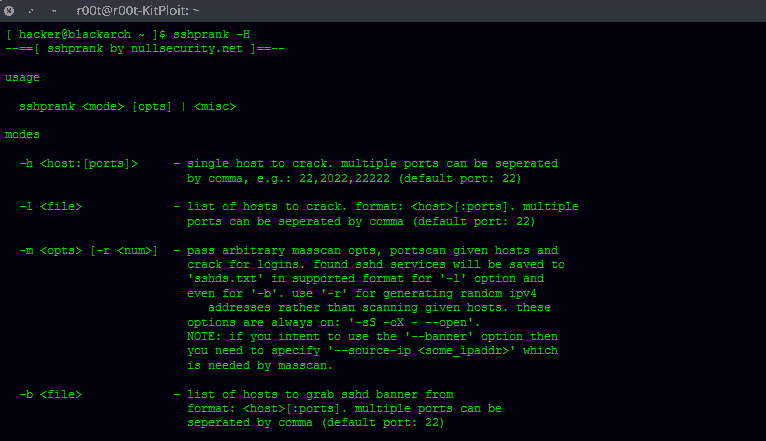 r00t@r00t-KitPloit: ~
[ hacker@blackarch ~ ]$ sshprank -H
--==[ sshprank by nullsecurity.net ]==--
usage
sshprank <mode> [opts] | <misc>
modes
-h <host:[ports]> - single host to crack. multiple ports can be seperated
by comma, e.g.: 22,2022,22222 (default port: 22)
-l <file> - list of hosts to crack. format: <host>[:ports]. multiple
ports can be seperated by comma (default port: 22)
-m <opts> [-r <num>] - pass arbitrary masscan opts, portscan given hosts and
crack for logins. found sshd services will be saved to
'sshds.txt' in supported format for '-l' option and
even for '-b'. use '-r' for generating random ipv4
addresses rather than scanning given hosts. these
options are always on: '-sS -oX - --open'.
NOTE: if you intent to use the '--banner' option then
you need to specify '--source-ip <some_ipaddr>' which
is needed by masscan.
-b <file> - list of hosts to grab sshd banner from
format: <host>[:ports]. multiple ports can be
seperated by comma (default port: 22)